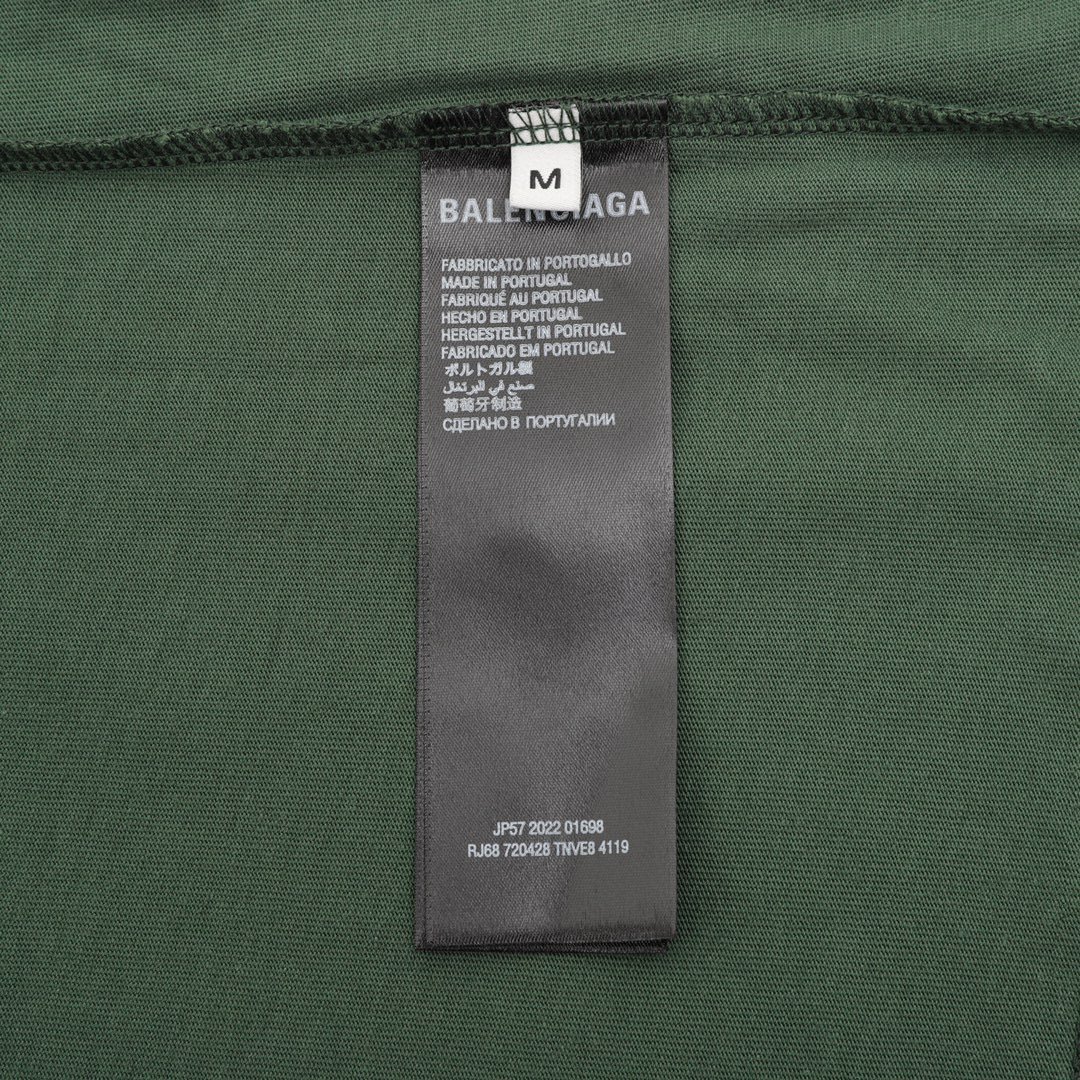 M
BALENCIAGA
FABBRICATO IN PORTOGALLO
MADE IN PORTUGAL
FABRIQUÉ AU PORTUGAL
HECHO EN PORTUGAL
HERGESTELLT IN PORTUGAL
FABRICADO EM PORTUGAL
ポルトガル製
صنع في البرتغال
葡萄牙制造
СДЕЛАНО В ПОРТУГАЛИИ
JP57 2022 01698
RJ68 720428 TNVE8 4119